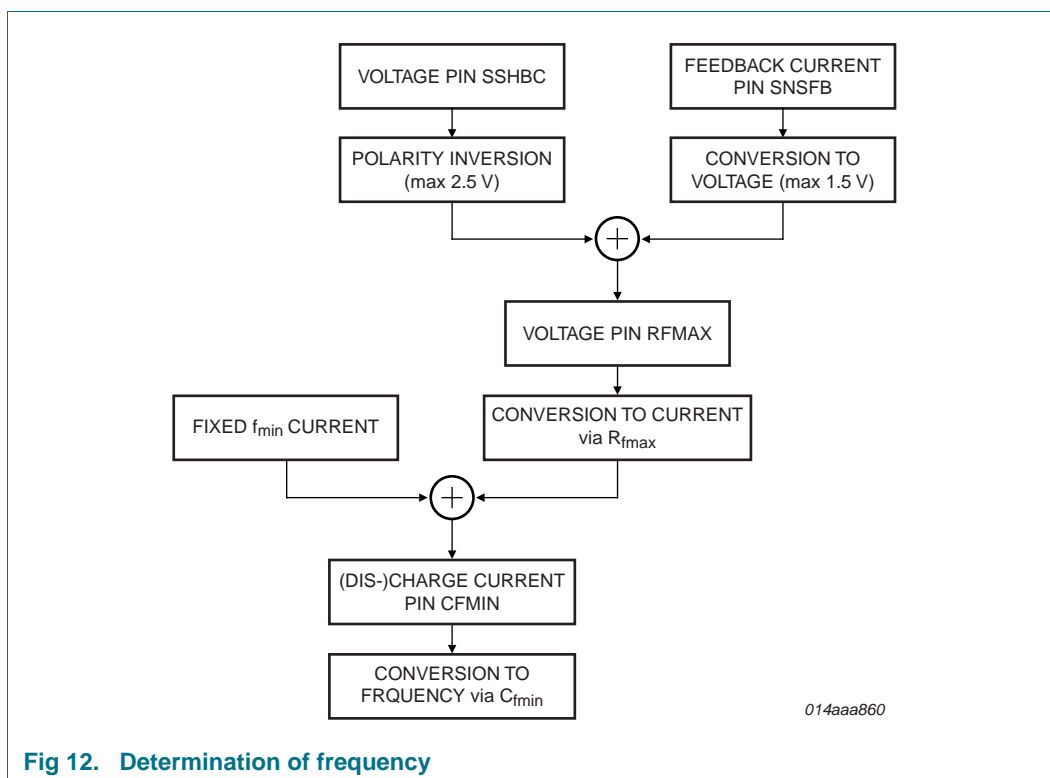 VOLTAGE PIN SSHBC
FEEDBACK CURRENT
PIN SNSFB
POLARITY INVERSION
(max 2.5 V)
CONVERSION TO
VOLTAGE (max 1.5 V)
+
VOLTAGE PIN RFMAX
FIXED fmin CURRENT
CONVERSION TO CURRENT
via Rfmax
+
(DIS-)CHARGE CURRENT
PIN CFMIN
CONVERSION TO
FRQUENCY via Cfmin
014aaa860
Fig 12. Determination of frequency